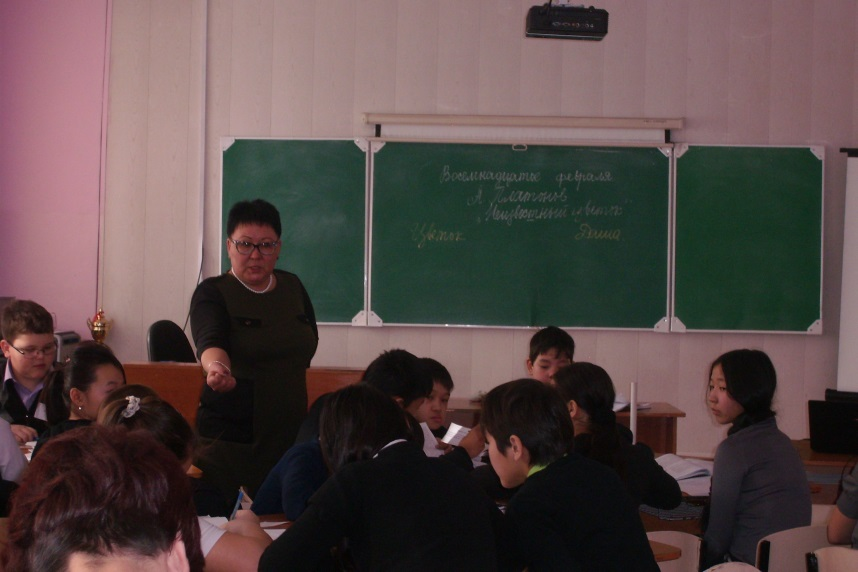 Восемнадцатое февраля
А. Платонов
„Неизвестный цветок"
Цветок Даша